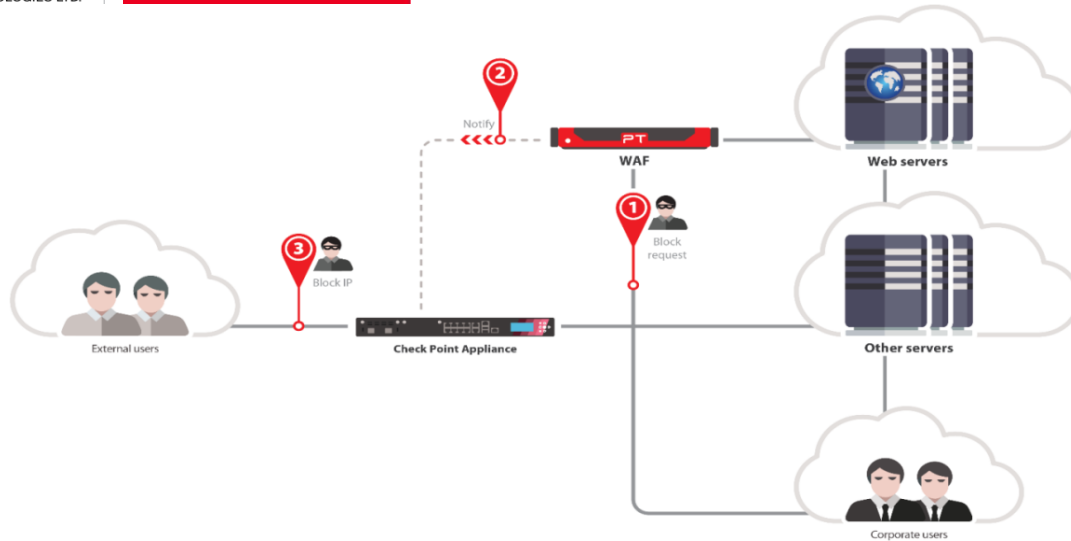 LTD.
2
Notify
PT
WAF
Web servers
1
Block
request
3
Block IP
External users
Check Point Appliance
Other servers
Corporate users